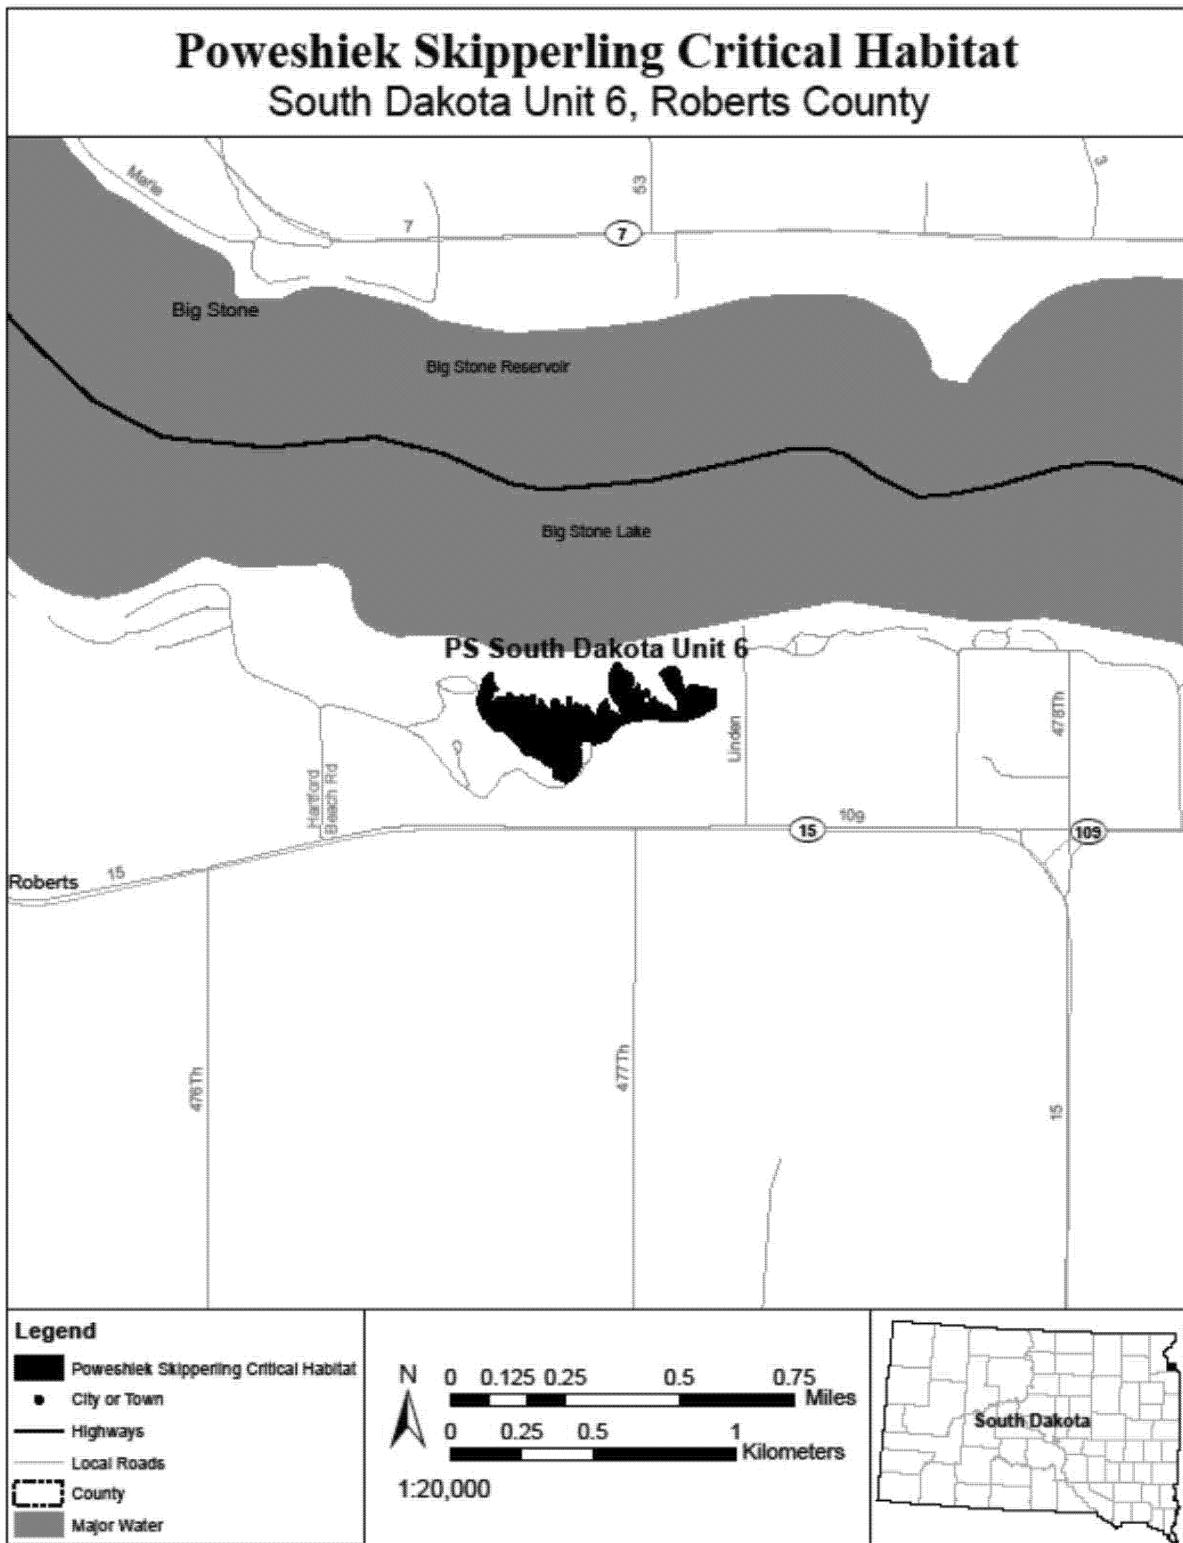 Poweshiek Skipperling Critical Habitat
South Dakota Unit 6, Roberts County
Marie
53
3
7
7
Big Stone
Big Stone Reservoir
Big Stone Lake
PS South Dakota Unit 6
Linden
478Th
Hartford
Beach Rd
109
15
109
15
Roberts
476Th
477Th
15
Legend
Poweshiek Skipperling Critical Habitat
City or Town
Highways
Local Roads
County
Major Water
N
0 0.125 0.25 0.5 0.75
Miles
0 0.25 0.5 1
Kilometers
1:20,000
South Dakota